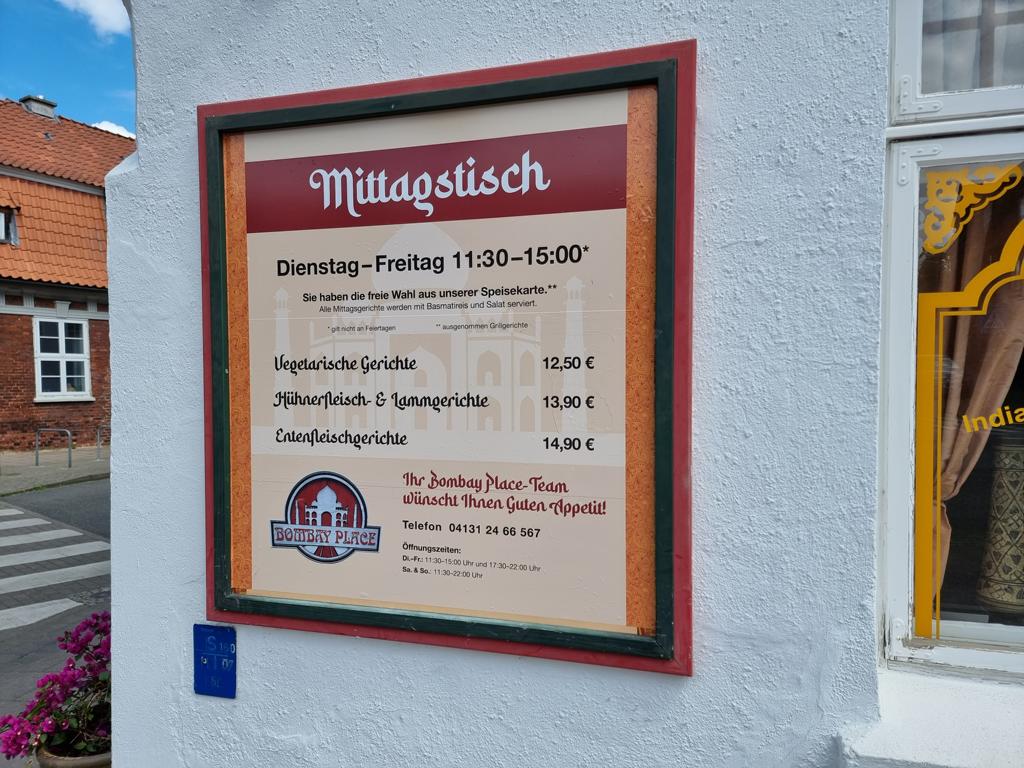 Mittagstisch
Dienstag–Freitag 11:30–15:00*
Sie haben die freie Wahl aus unserer Speisekarte.**
Alle Mittagsgerichte werden mit Basmatireis und Salat serviert.
* gilt nicht an Feiertagen ** ausgenommen Grillgerichte
Vegetarische Gerichte 12,50 €
Hühnerfleisch- & Lammgerichte 13,90 €
Entenfleischgerichte 14,90 €
Ihr Bombay Place-Team
wünscht Ihnen Guten Appetit!
BOMBAY PLACE
Telefon 04131 24 66 567
Öffnungszeiten:
Di.–Fr.: 11:30–15:00 Uhr und 17:30–22:00 Uhr
Sa. & So.: 11:30–22:00 Uhr
India